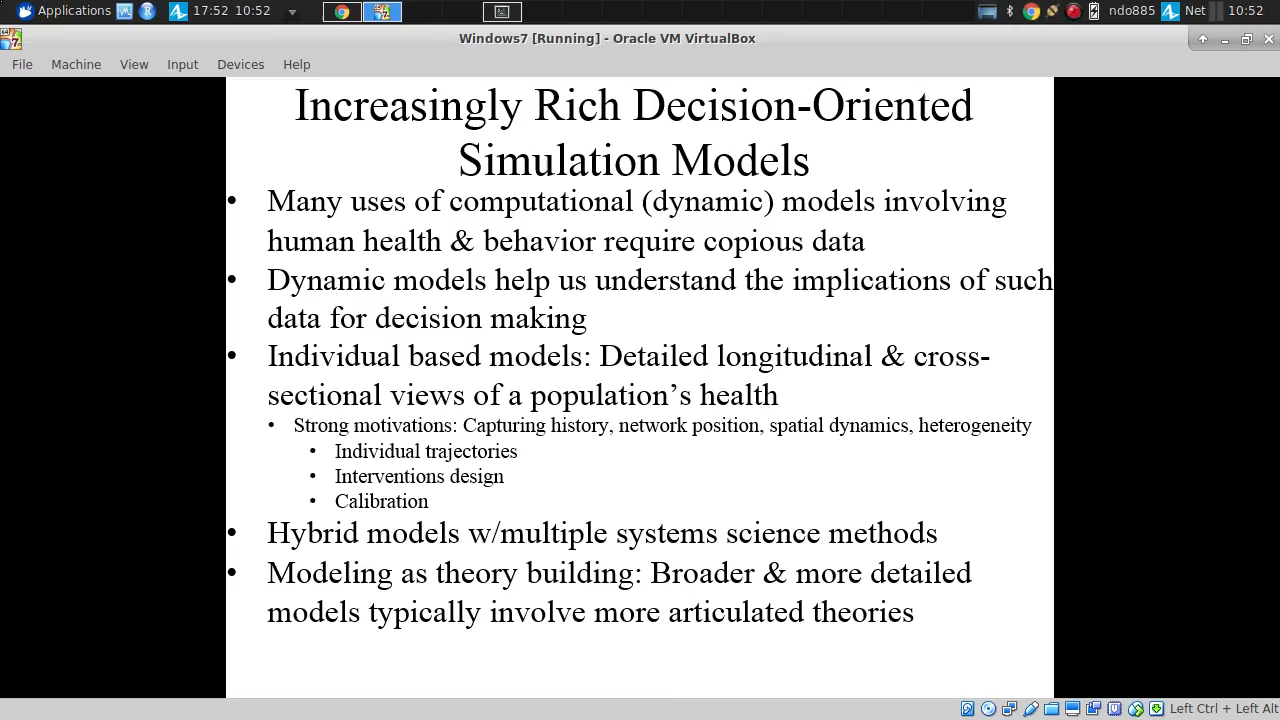 Applications 17:52 10:52 ndo885 Net 10:52
Windows7 [Running] - Oracle VM VirtualBox
File Machine View Input Devices Help
Increasingly Rich Decision-Oriented
Simulation Models
• Many uses of computational (dynamic) models involving
human health & behavior require copious data
• Dynamic models help us understand the implications of such
data for decision making
• Individual based models: Detailed longitudinal & cross-
sectional views of a population’s health
• Strong motivations: Capturing history, network position, spatial dynamics, heterogeneity
• Individual trajectories
• Interventions design
• Calibration
• Hybrid models w/multiple systems science methods
• Modeling as theory building: Broader & more detailed
models typically involve more articulated theories
Left Ctrl + Left Alt